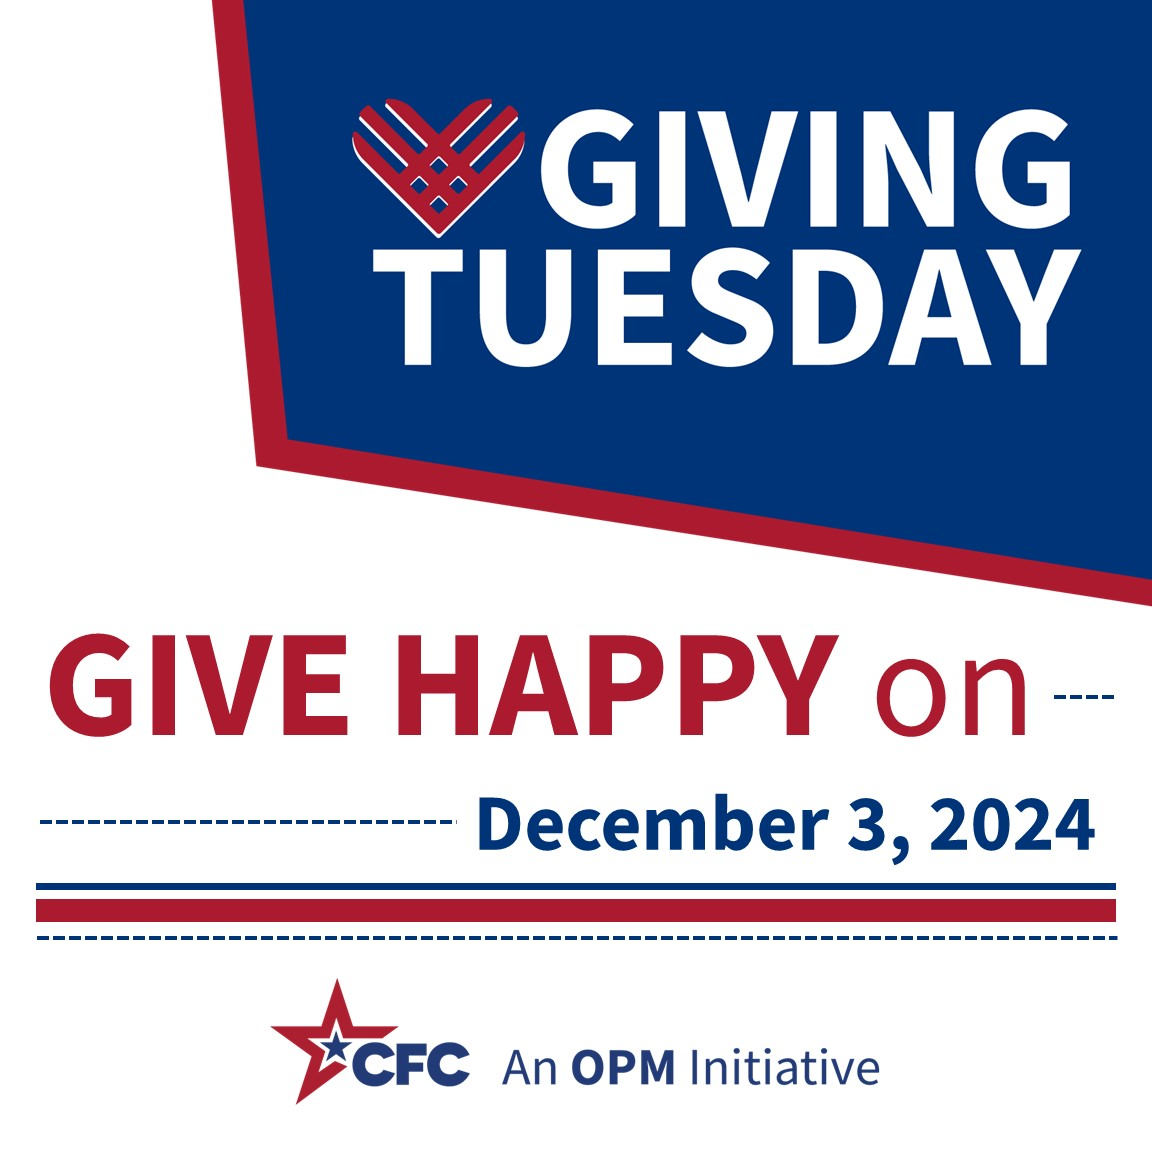 GIVING
TUESDAY
GIVE HAPPY on
December 3, 2024
CFC An OPM Initiative